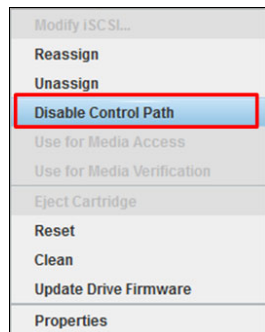 Modify iSCSI...
Reassign
Unassign
Disable Control Path
Use for Media Access
Use for Media Verification
Eject Cartridge
Reset
Clean
Update Drive Firmware
Properties